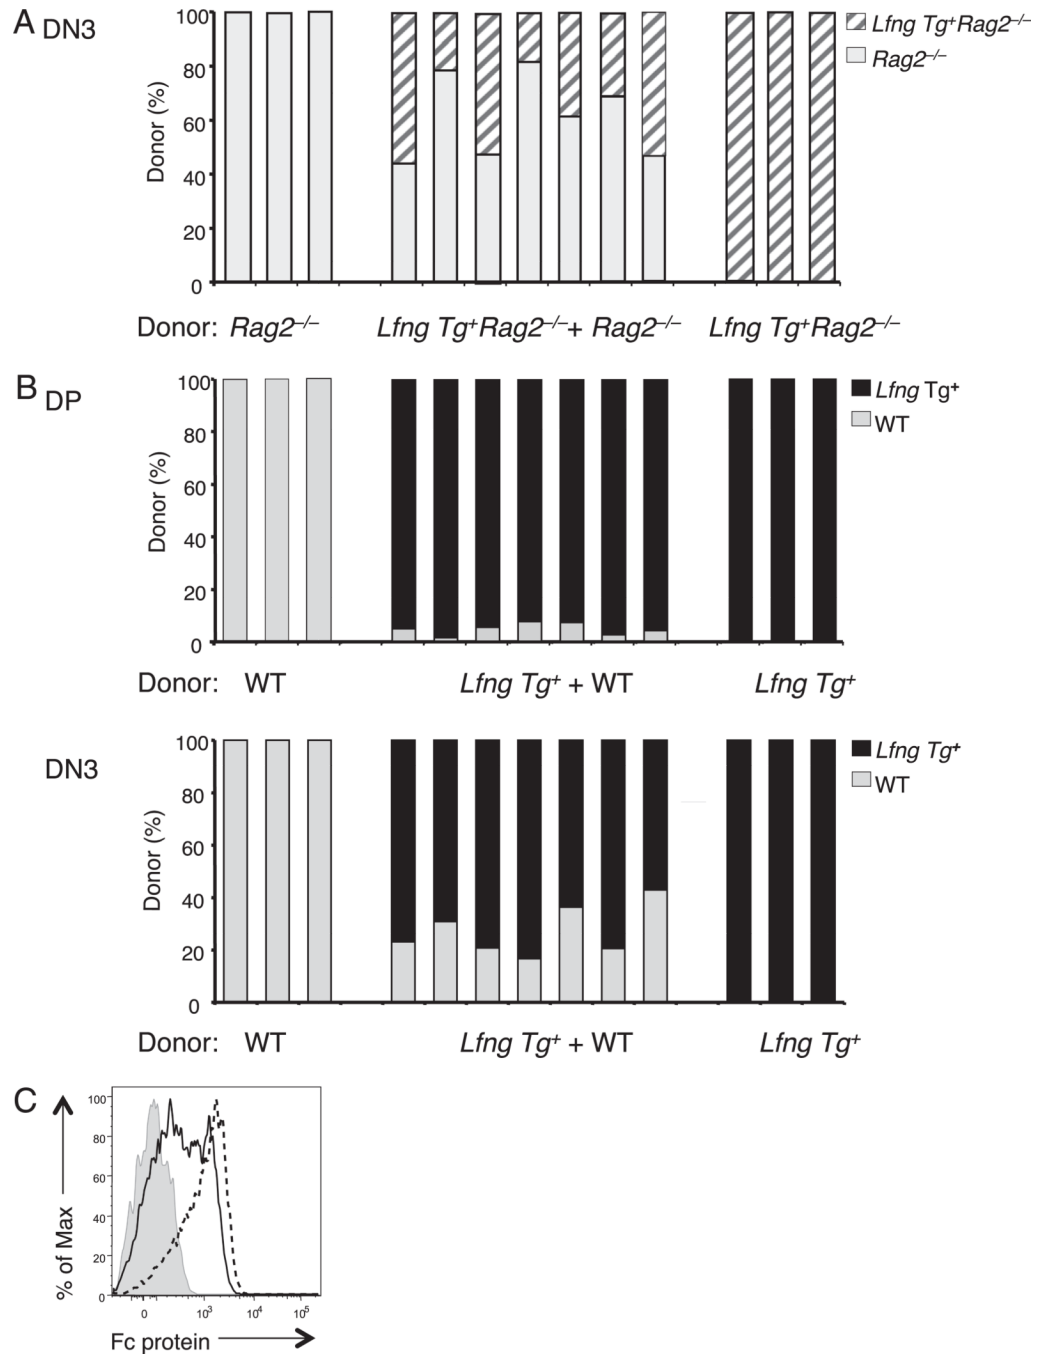 A DN3
Donor (%)
100
80
60
40
20
0
Lfng Tg⁺Rag2⁻/⁻
Rag2⁻/⁻
Donor: Rag2⁻/⁻ Lfng Tg⁺Rag2⁻/⁻ + Rag2⁻/⁻ Lfng Tg⁺Rag2⁻/⁻
B DP
Donor (%)
100
80
60
40
20
0
Lfng Tg⁺
WT
Donor: WT Lfng Tg⁺ + WT Lfng Tg⁺
DN3
Donor (%)
100
80
60
40
20
0
Lfng Tg⁺
WT
Donor: WT Lfng Tg⁺ + WT Lfng Tg⁺
C
% of Max
100
80
60
40
20
0
0 10³ 10⁴ 10⁵
Fc protein